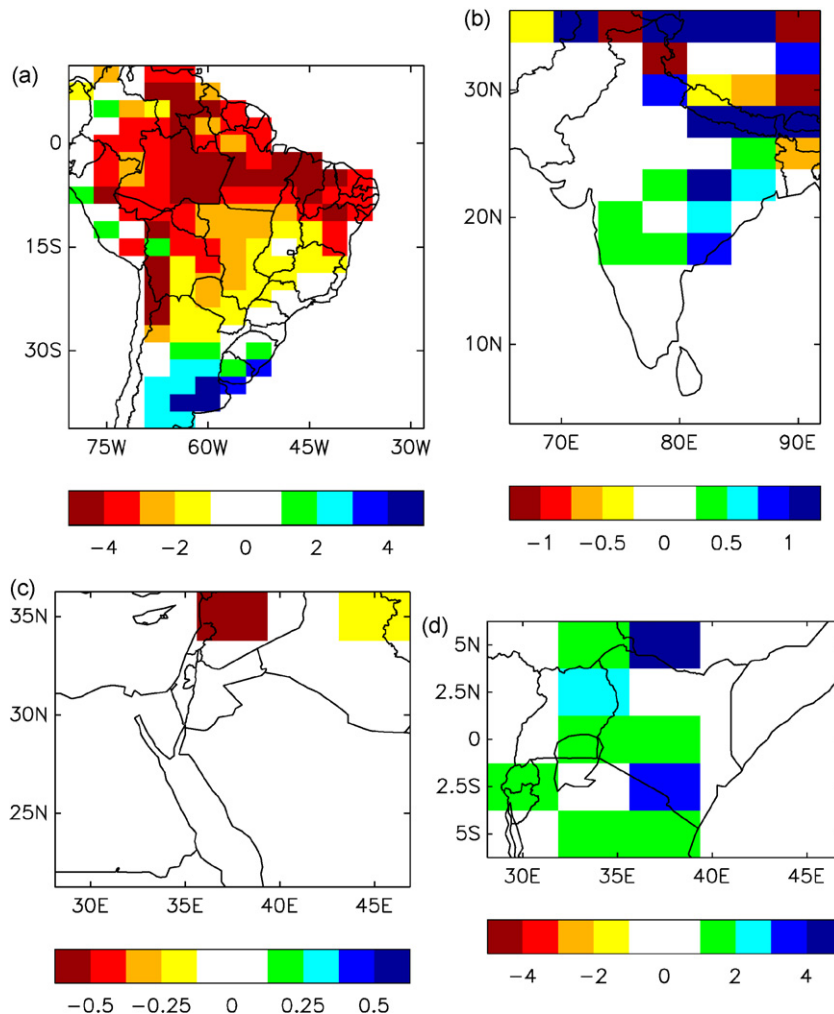 (a)
0
15S
30S
75W 60W 45W 30W
-4 -2 0 2 4
(b)
30N
20N
10N
70E 80E 90E
-1 -0.5 0 0.5 1
(c)
35N
30N
25N
30E 35E 40E 45E
-0.5 -0.25 0 0.25 0.5
(d)
5N
2.5N
0
2.5S
5S
30E 35E 40E 45E
-4 -2 0 2 4